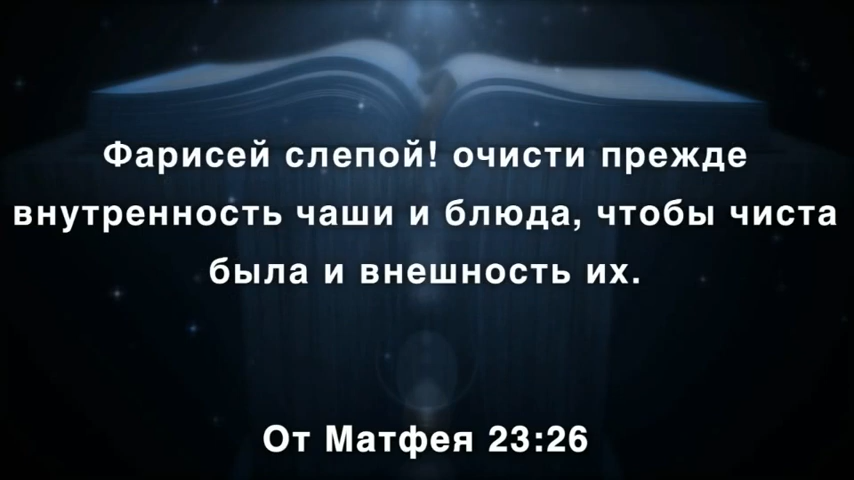 Фарисей слепой! очисти прежде
внутренность чаши и блюда, чтобы чиста
была и внешность их.
От Матфея 23:26